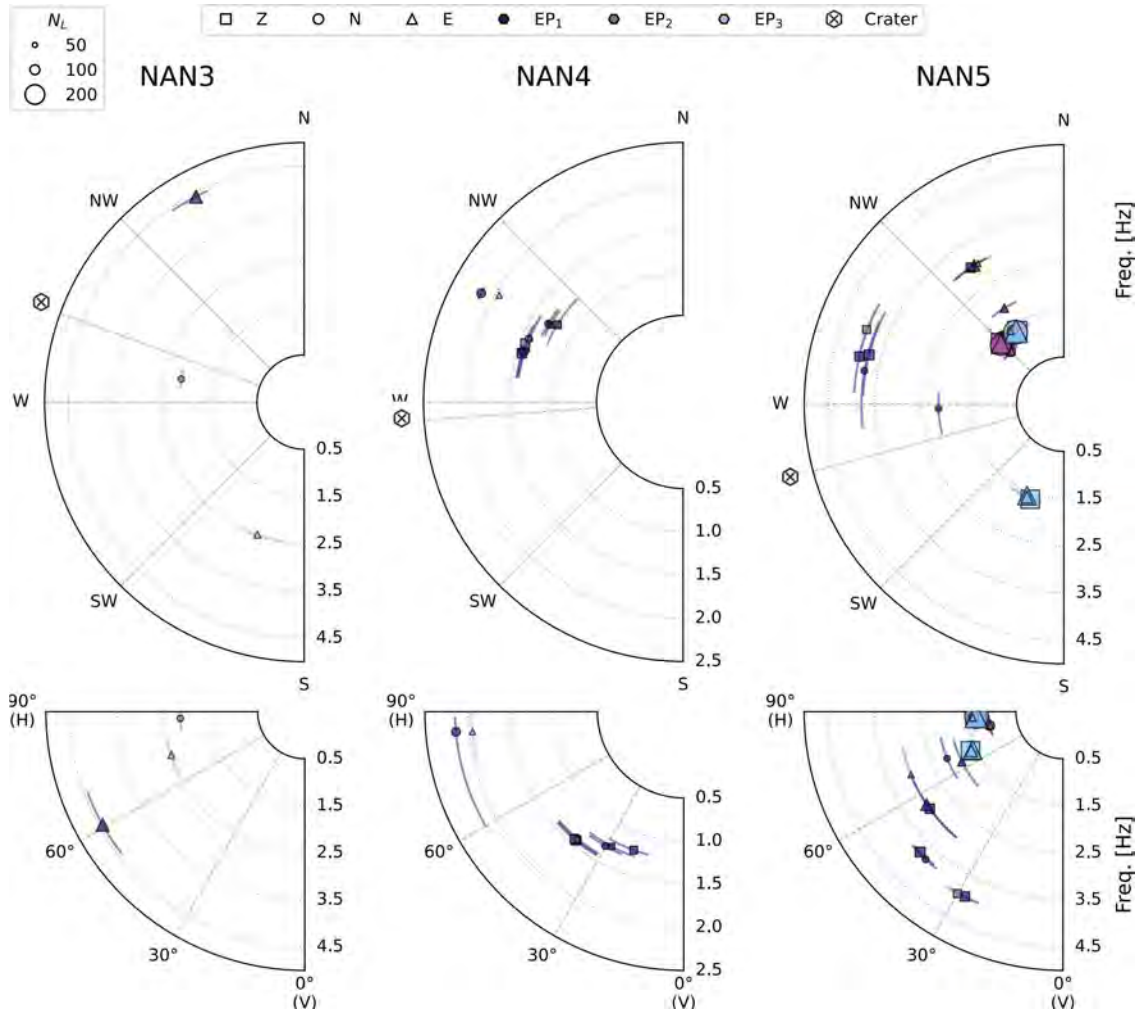 N_L
50
100
200
Z N E EP₁ EP₂ EP₃ Crater
NAN3 NAN4 NAN5
N N N
NW NW NW
W W W
SW SW SW
S S S
0.5
1.5
2.5
3.5
4.5
0.5
1.0
1.5
2.0
2.5
0.5
1.5
2.5
3.5
4.5
Freq. [Hz]
90°
(H)
60°
30°
0°
(V)
0.5
1.5
2.5
3.5
4.5
90°
(H)
60°
30°
0°
(V)
0.5
1.0
1.5
2.0
2.5
90°
(H)
60°
30°
0°
(V)
0.5
1.5
2.5
3.5
4.5
Freq. [Hz]